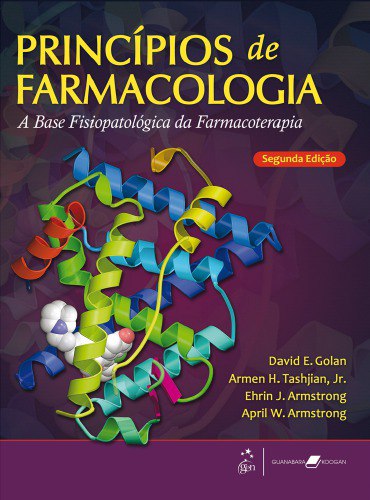 PRINCÍPIOS de
FARMACOLOGIA
A Base Fisiopatológica da Farmacoterapia
Segunda Edição
David E. Golan
Armen H. Tashjian, Jr.
Ehrin J. Armstrong
April W. Armstrong
gen
GUANABARA KOOGAN